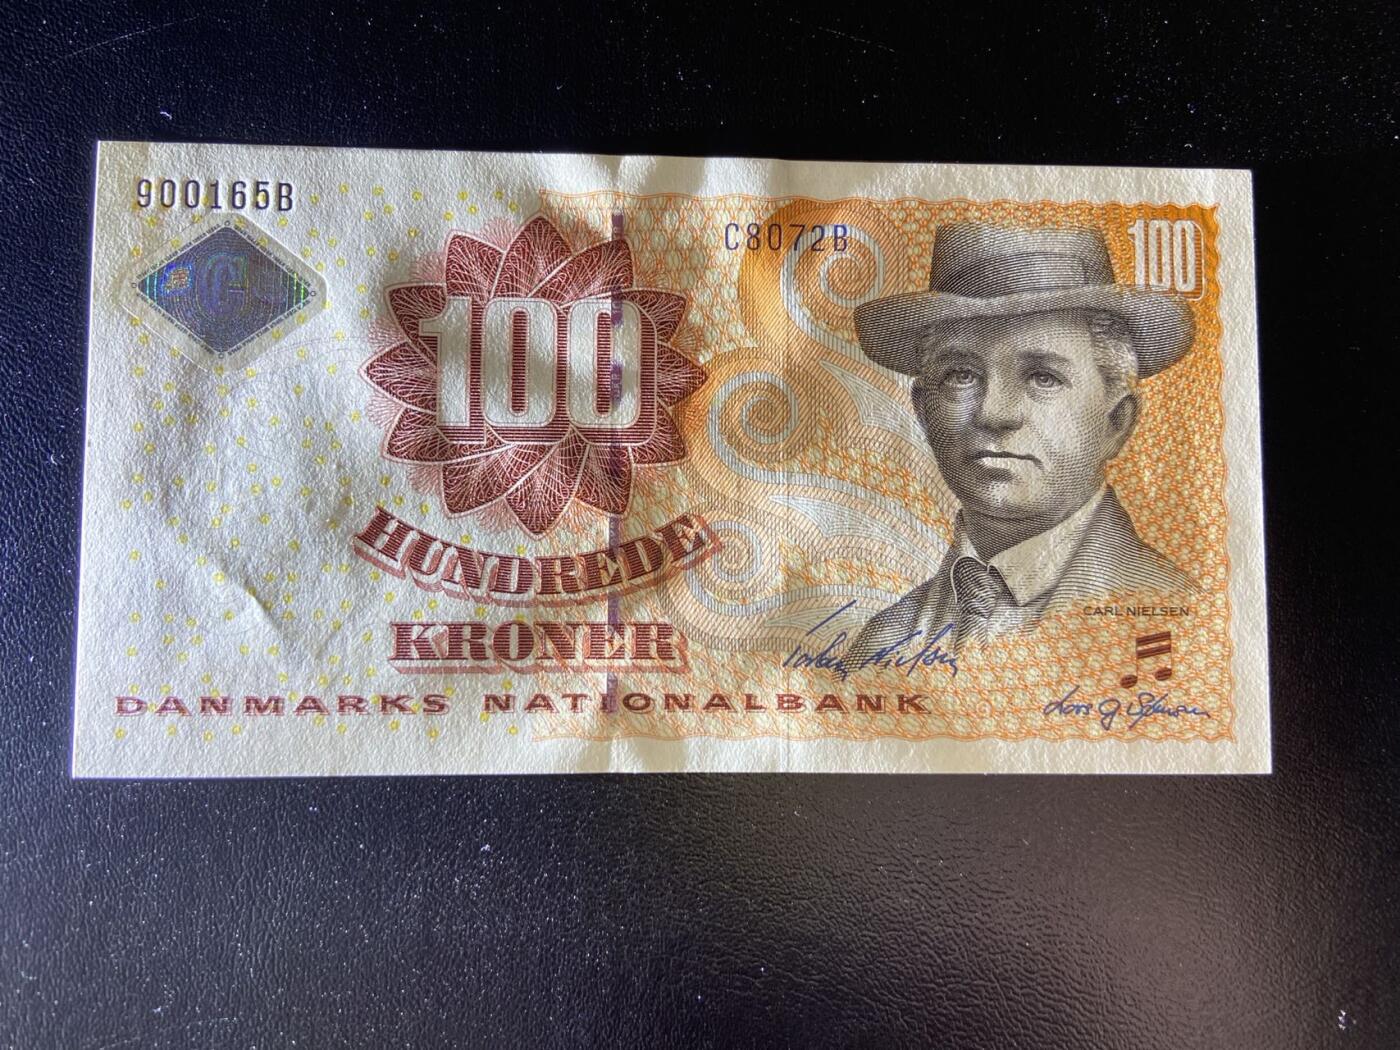 900165B
C8072B
100
100
HUNDREDE
KRONER
CARL NIELSEN
DANMARKS NATIONALBANK